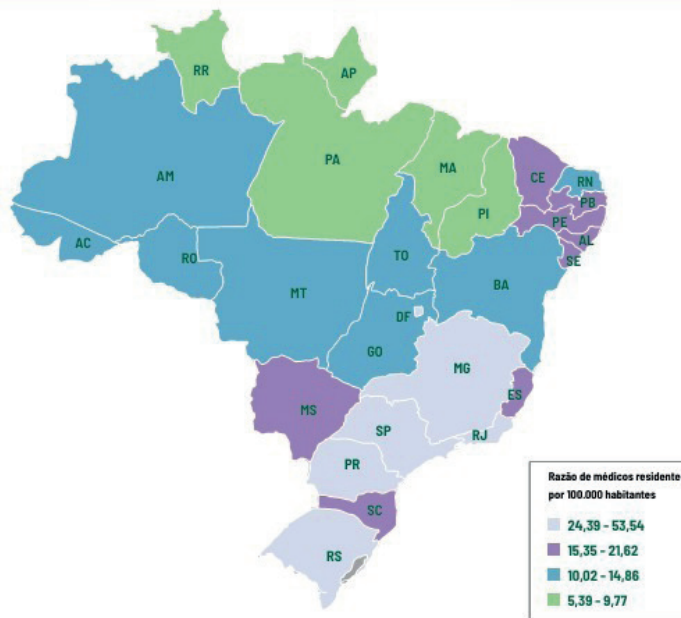 RR
AP
AM
PA
MA
CE
RN
PB
PI
PE
AL
SE
AC
RO
TO
MT
BA
DF
GO
MG
ES
MS
SP
RJ
PR
SC
RS
Razão de médicos residente
por 100.000 habitantes
24,39 - 53,54
15,35 - 21,62
10,02 - 14,86
5,39 - 9,77